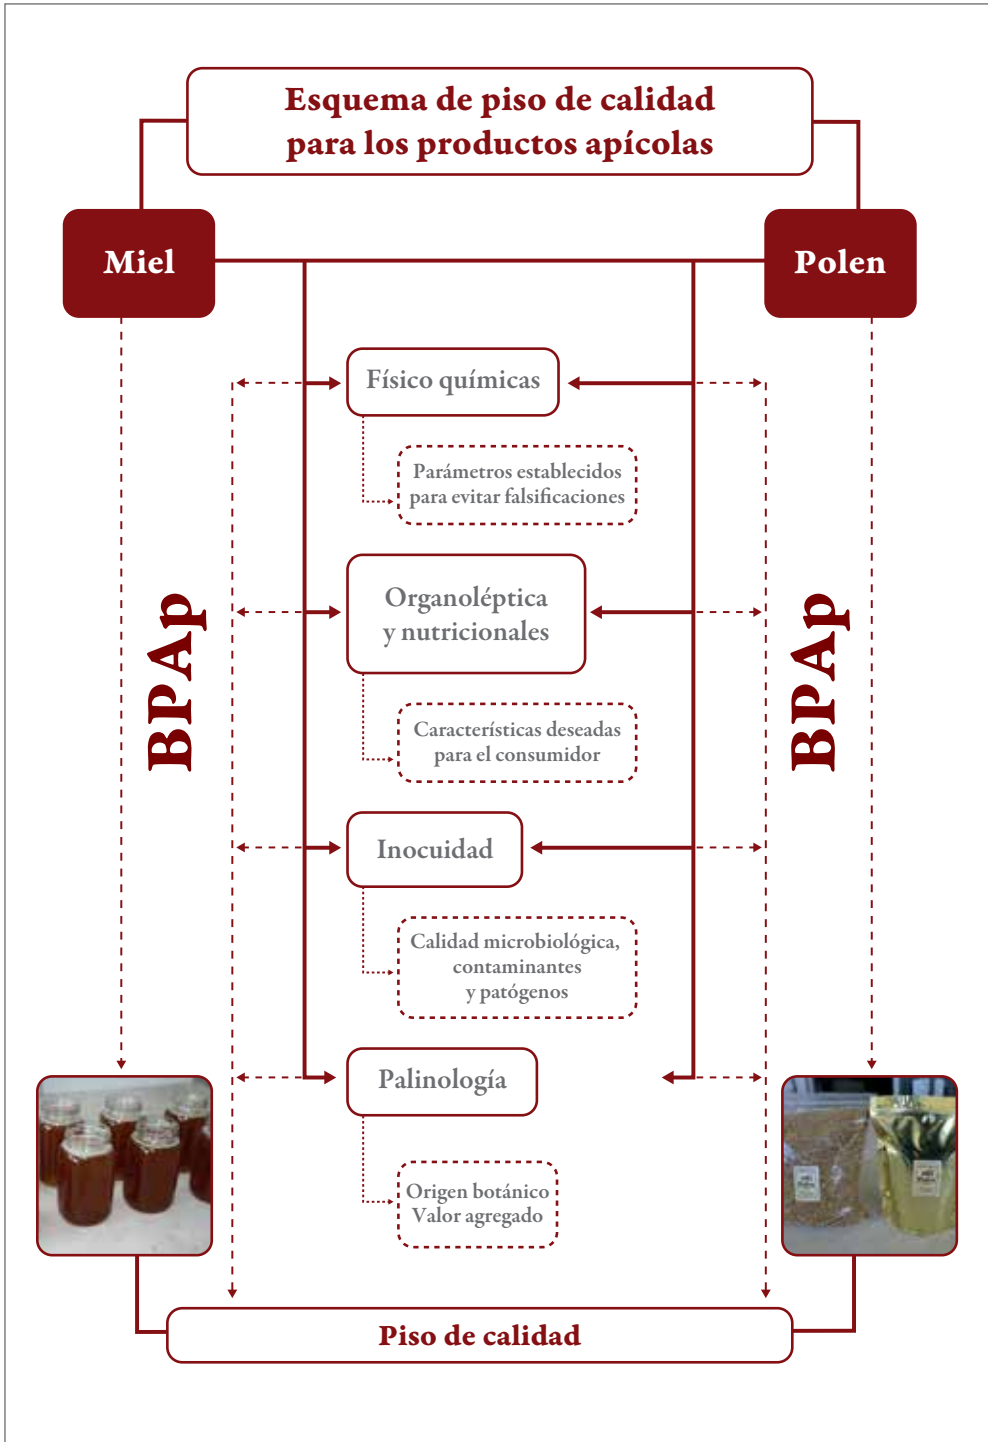 Esquema de piso de calidad
para los productos apícolas
Miel
Polen
Físico químicas
Parámetros establecidos
para evitar falsificaciones
Organoléptica
y nutricionales
BPAp
BPAp
Características deseadas
para el consumidor
Inocuidad
Calidad microbiológica,
contaminantes
y patógenos
Palinología
Origen botánico
Valor agregado
Piso de calidad